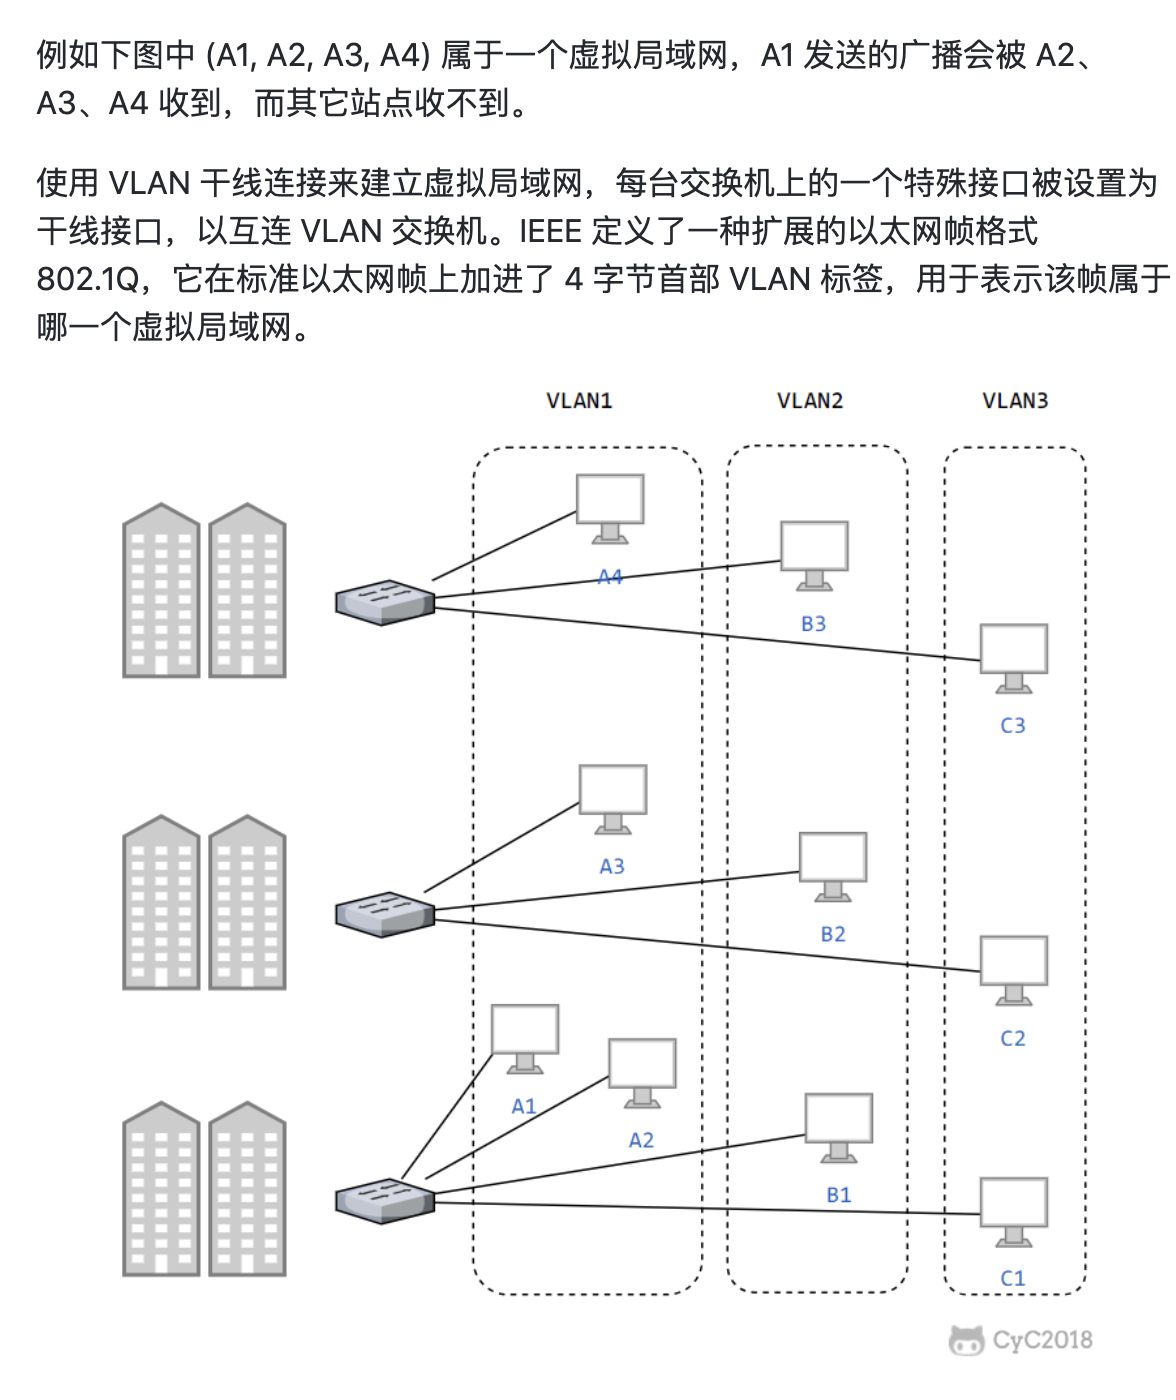 例如下图中 (A1, A2, A3, A4) 属于一个虚拟局域网，A1 发送的广播会被 A2、
A3、A4 收到，而其它站点收不到。
使用 VLAN 干线连接来建立虚拟局域网，每台交换机上的一个特殊接口被设置为
干线接口，以互连 VLAN 交换机。IEEE 定义了一种扩展的以太网帧格式
802.1Q，它在标准以太网帧上加进了 4 字节首部 VLAN 标签，用于表示该帧属于
哪一个虚拟局域网。
VLAN1
VLAN2
VLAN3
A4
B3
C3
A3
B2
C2
A1
A2
B1
C1
CyC2018